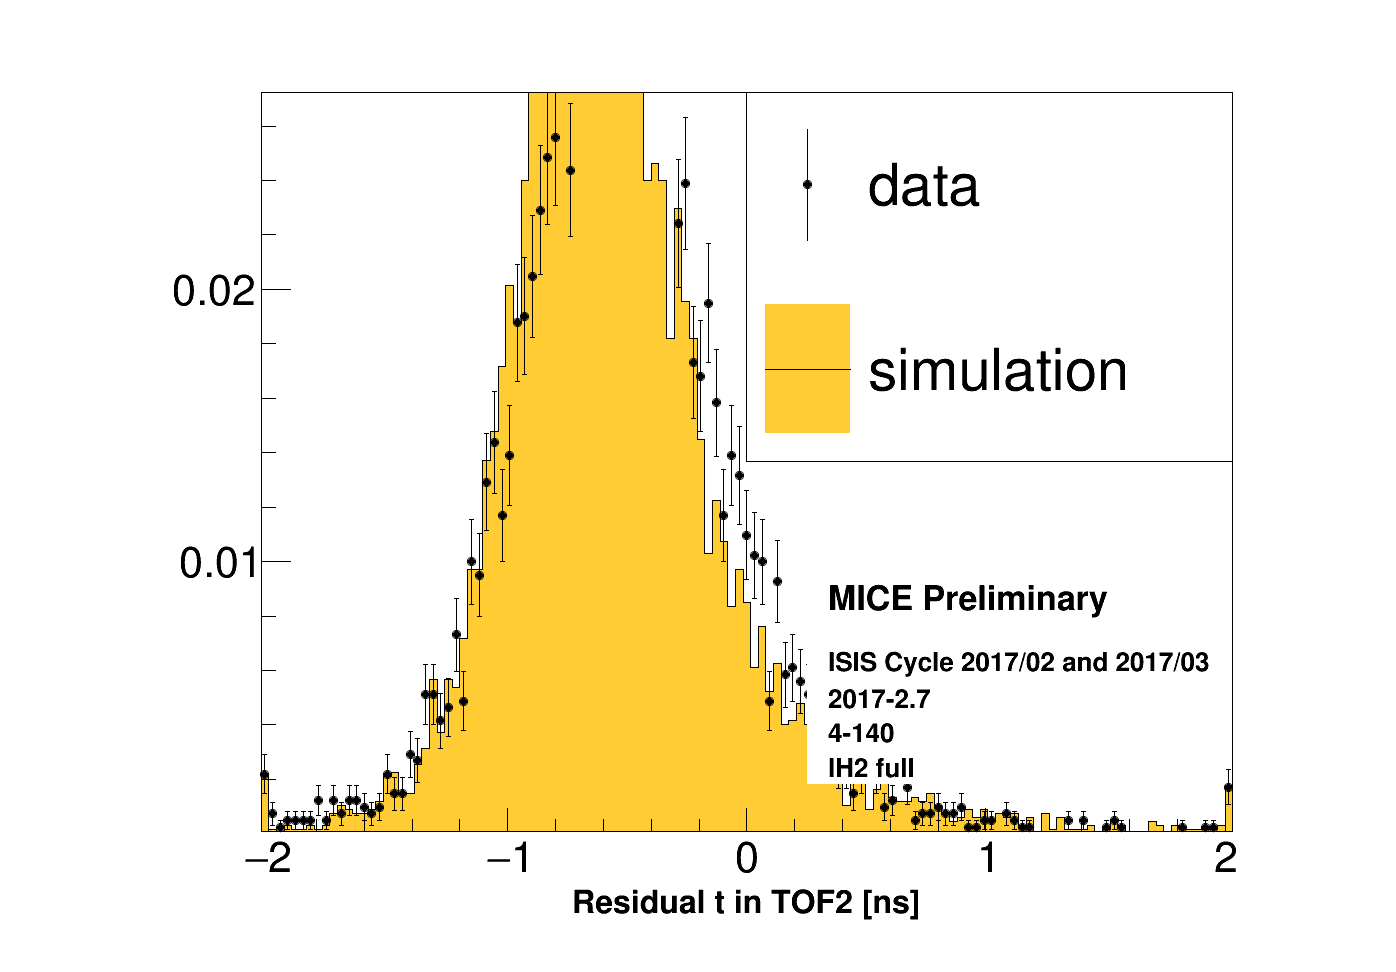 data
0.02
simulation
0.01
MICE Preliminary
ISIS Cycle 2017/02 and 2017/03
2017-2.7
4-140
IH2 full
−2 −1 0 1 2
Residual t in TOF2 [ns]